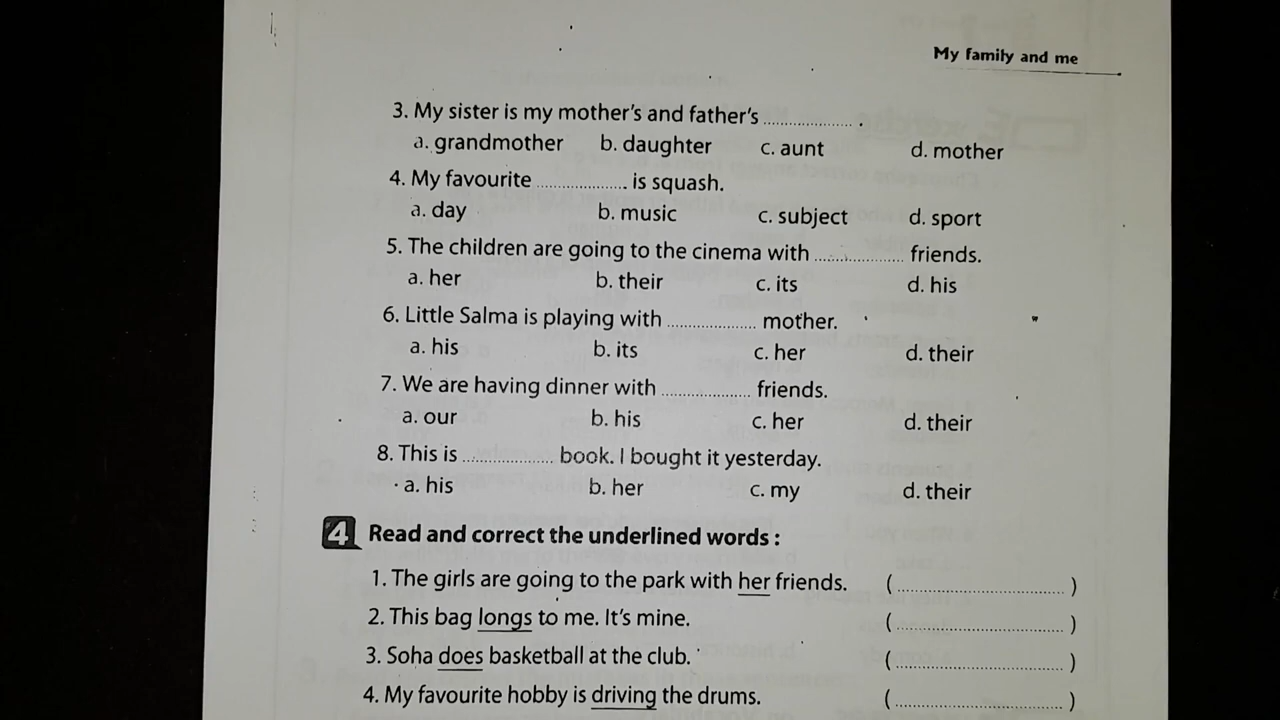 My family and me
3. My sister is my mother's and father's .................... .
a. grandmother b. daughter c. aunt d. mother
4. My favourite .................... is squash.
a. day b. music c. subject d. sport
5. The children are going to the cinema with .................... friends.
a. her b. their c. its d. his
6. Little Salma is playing with .................... mother.
a. his b. its c. her d. their
7. We are having dinner with .................... friends.
a. our b. his c. her d. their
8. This is .................... book. I bought it yesterday.
a. his b. her c. my d. their
4 Read and correct the underlined words :
1. The girls are going to the park with her friends. (........................................)
2. This bag longs to me. It's mine. (........................................)
3. Soha does basketball at the club. (........................................)
4. My favourite hobby is driving the drums. (........................................)